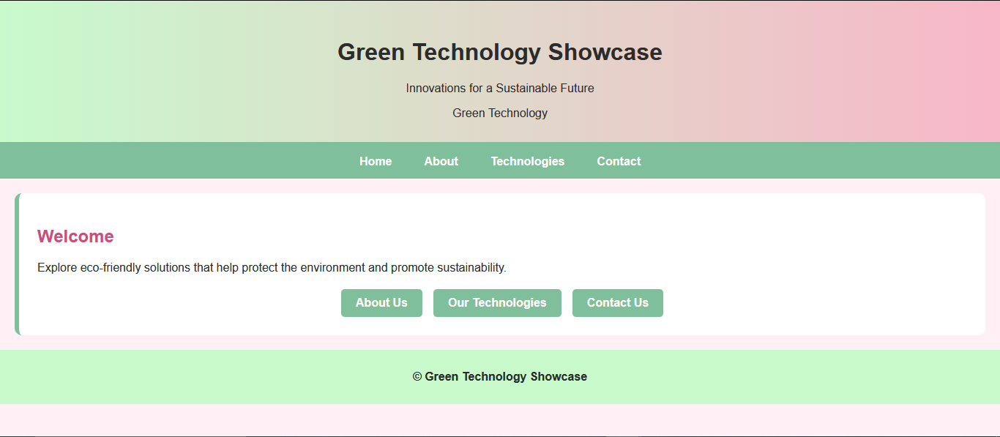 Green Technology Showcase
Innovations for a Sustainable Future
Green Technology
Home About Technologies Contact
Welcome
Explore eco-friendly solutions that help protect the environment and promote sustainability.
About Us Our Technologies Contact Us
© Green Technology Showcase